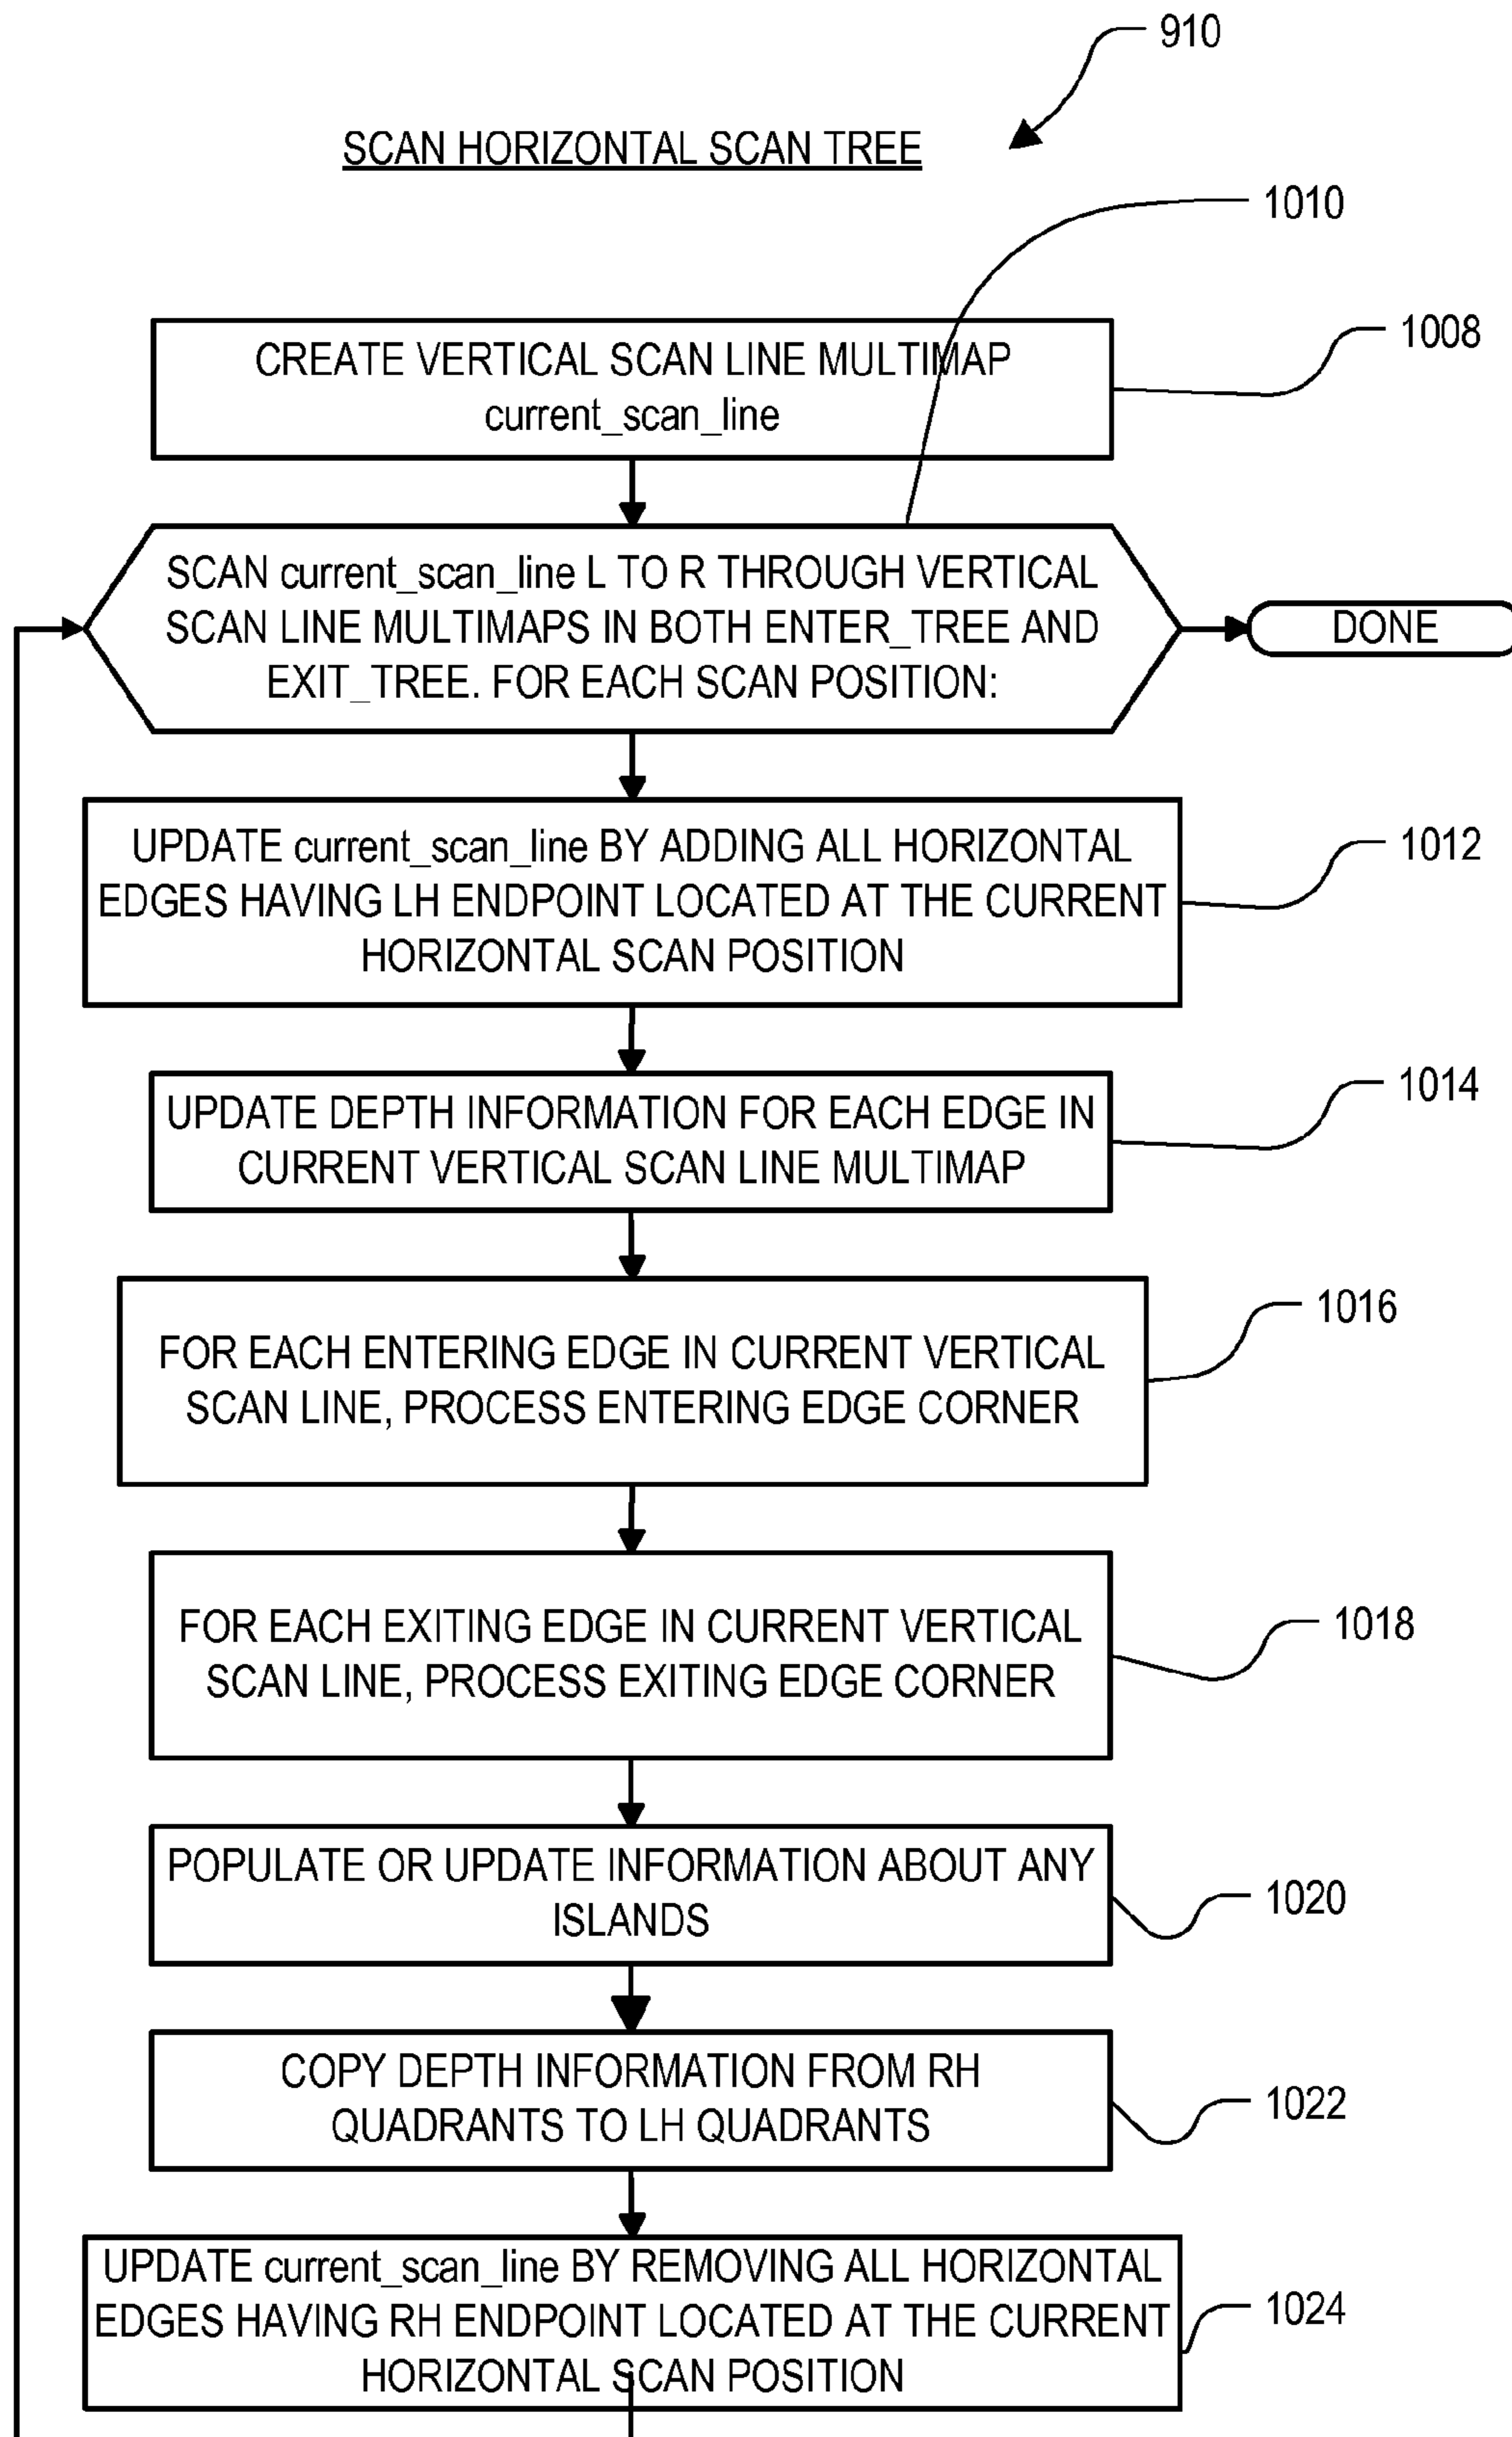 910
SCAN HORIZONTAL SCAN TREE
1010
1008
CREATE VERTICAL SCAN LINE MULTIMAP
current_scan_line
SCAN current_scan_line L TO R THROUGH VERTICAL
SCAN LINE MULTIMAPS IN BOTH ENTER_TREE AND
EXIT_TREE. FOR EACH SCAN POSITION:
DONE
UPDATE current_scan_line BY ADDING ALL HORIZONTAL
EDGES HAVING LH ENDPOINT LOCATED AT THE CURRENT
HORIZONTAL SCAN POSITION
1012
UPDATE DEPTH INFORMATION FOR EACH EDGE IN
CURRENT VERTICAL SCAN LINE MULTIMAP
1014
FOR EACH ENTERING EDGE IN CURRENT VERTICAL
SCAN LINE, PROCESS ENTERING EDGE CORNER
1016
FOR EACH EXITING EDGE IN CURRENT VERTICAL
SCAN LINE, PROCESS EXITING EDGE CORNER
1018
POPULATE OR UPDATE INFORMATION ABOUT ANY
ISLANDS
1020
COPY DEPTH INFORMATION FROM RH
QUADRANTS TO LH QUADRANTS
1022
UPDATE current_scan_line BY REMOVING ALL HORIZONTAL
EDGES HAVING RH ENDPOINT LOCATED AT THE CURRENT
HORIZONTAL SCAN POSITION
1024